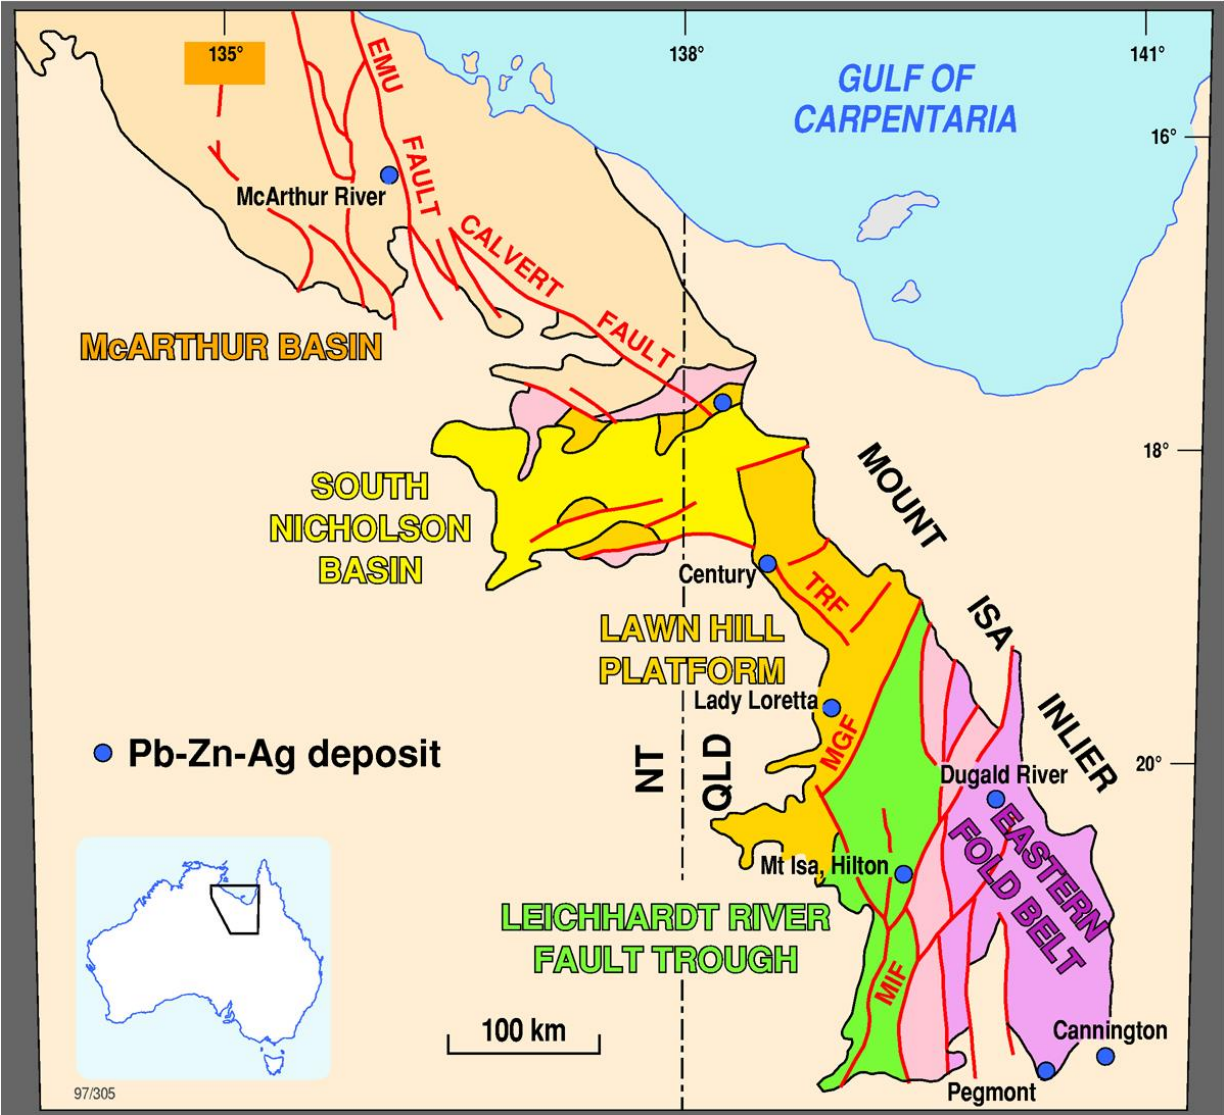 135°
138°
141°
EMU
FAULT
GULF OF
CARPENTARIA
16°
McArthur River
CALVERT
FAULT
McARTHUR BASIN
18°
MOUNT
ISA
INLIER
SOUTH
NICHOLSON
BASIN
Century
TRF
LAWN HILL
PLATFORM
Lady Loretta
MGF
NT
QLD
20°
Pb-Zn-Ag deposit
Dugald River
EASTERN
FOLD BELT
Mt Isa, Hilton
LEICHHARDT RIVER
FAULT TROUGH
MIF
100 km
Cannington
Pegmont
97/305